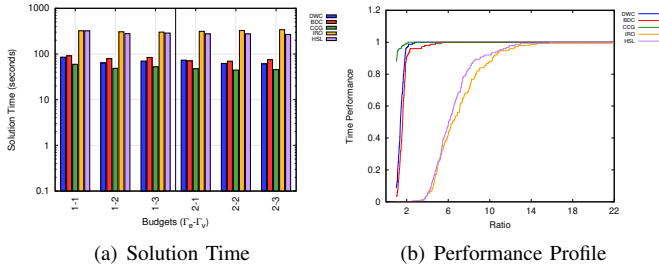 Solution Time (seconds)
1000
100
10
1
0.1
1-1
1-2
1-3
2-1
2-2
2-3
Budgets (Γe-Γv)
DWC
BDC
CCG
IRO
HSL
(a) Solution Time
Time Performance
1.2
1
0.8
0.6
0.4
0.2
0
2
6
10
14
18
22
Ratio
DWC
BDC
CCG
IRO
HSL
(b) Performance Profile